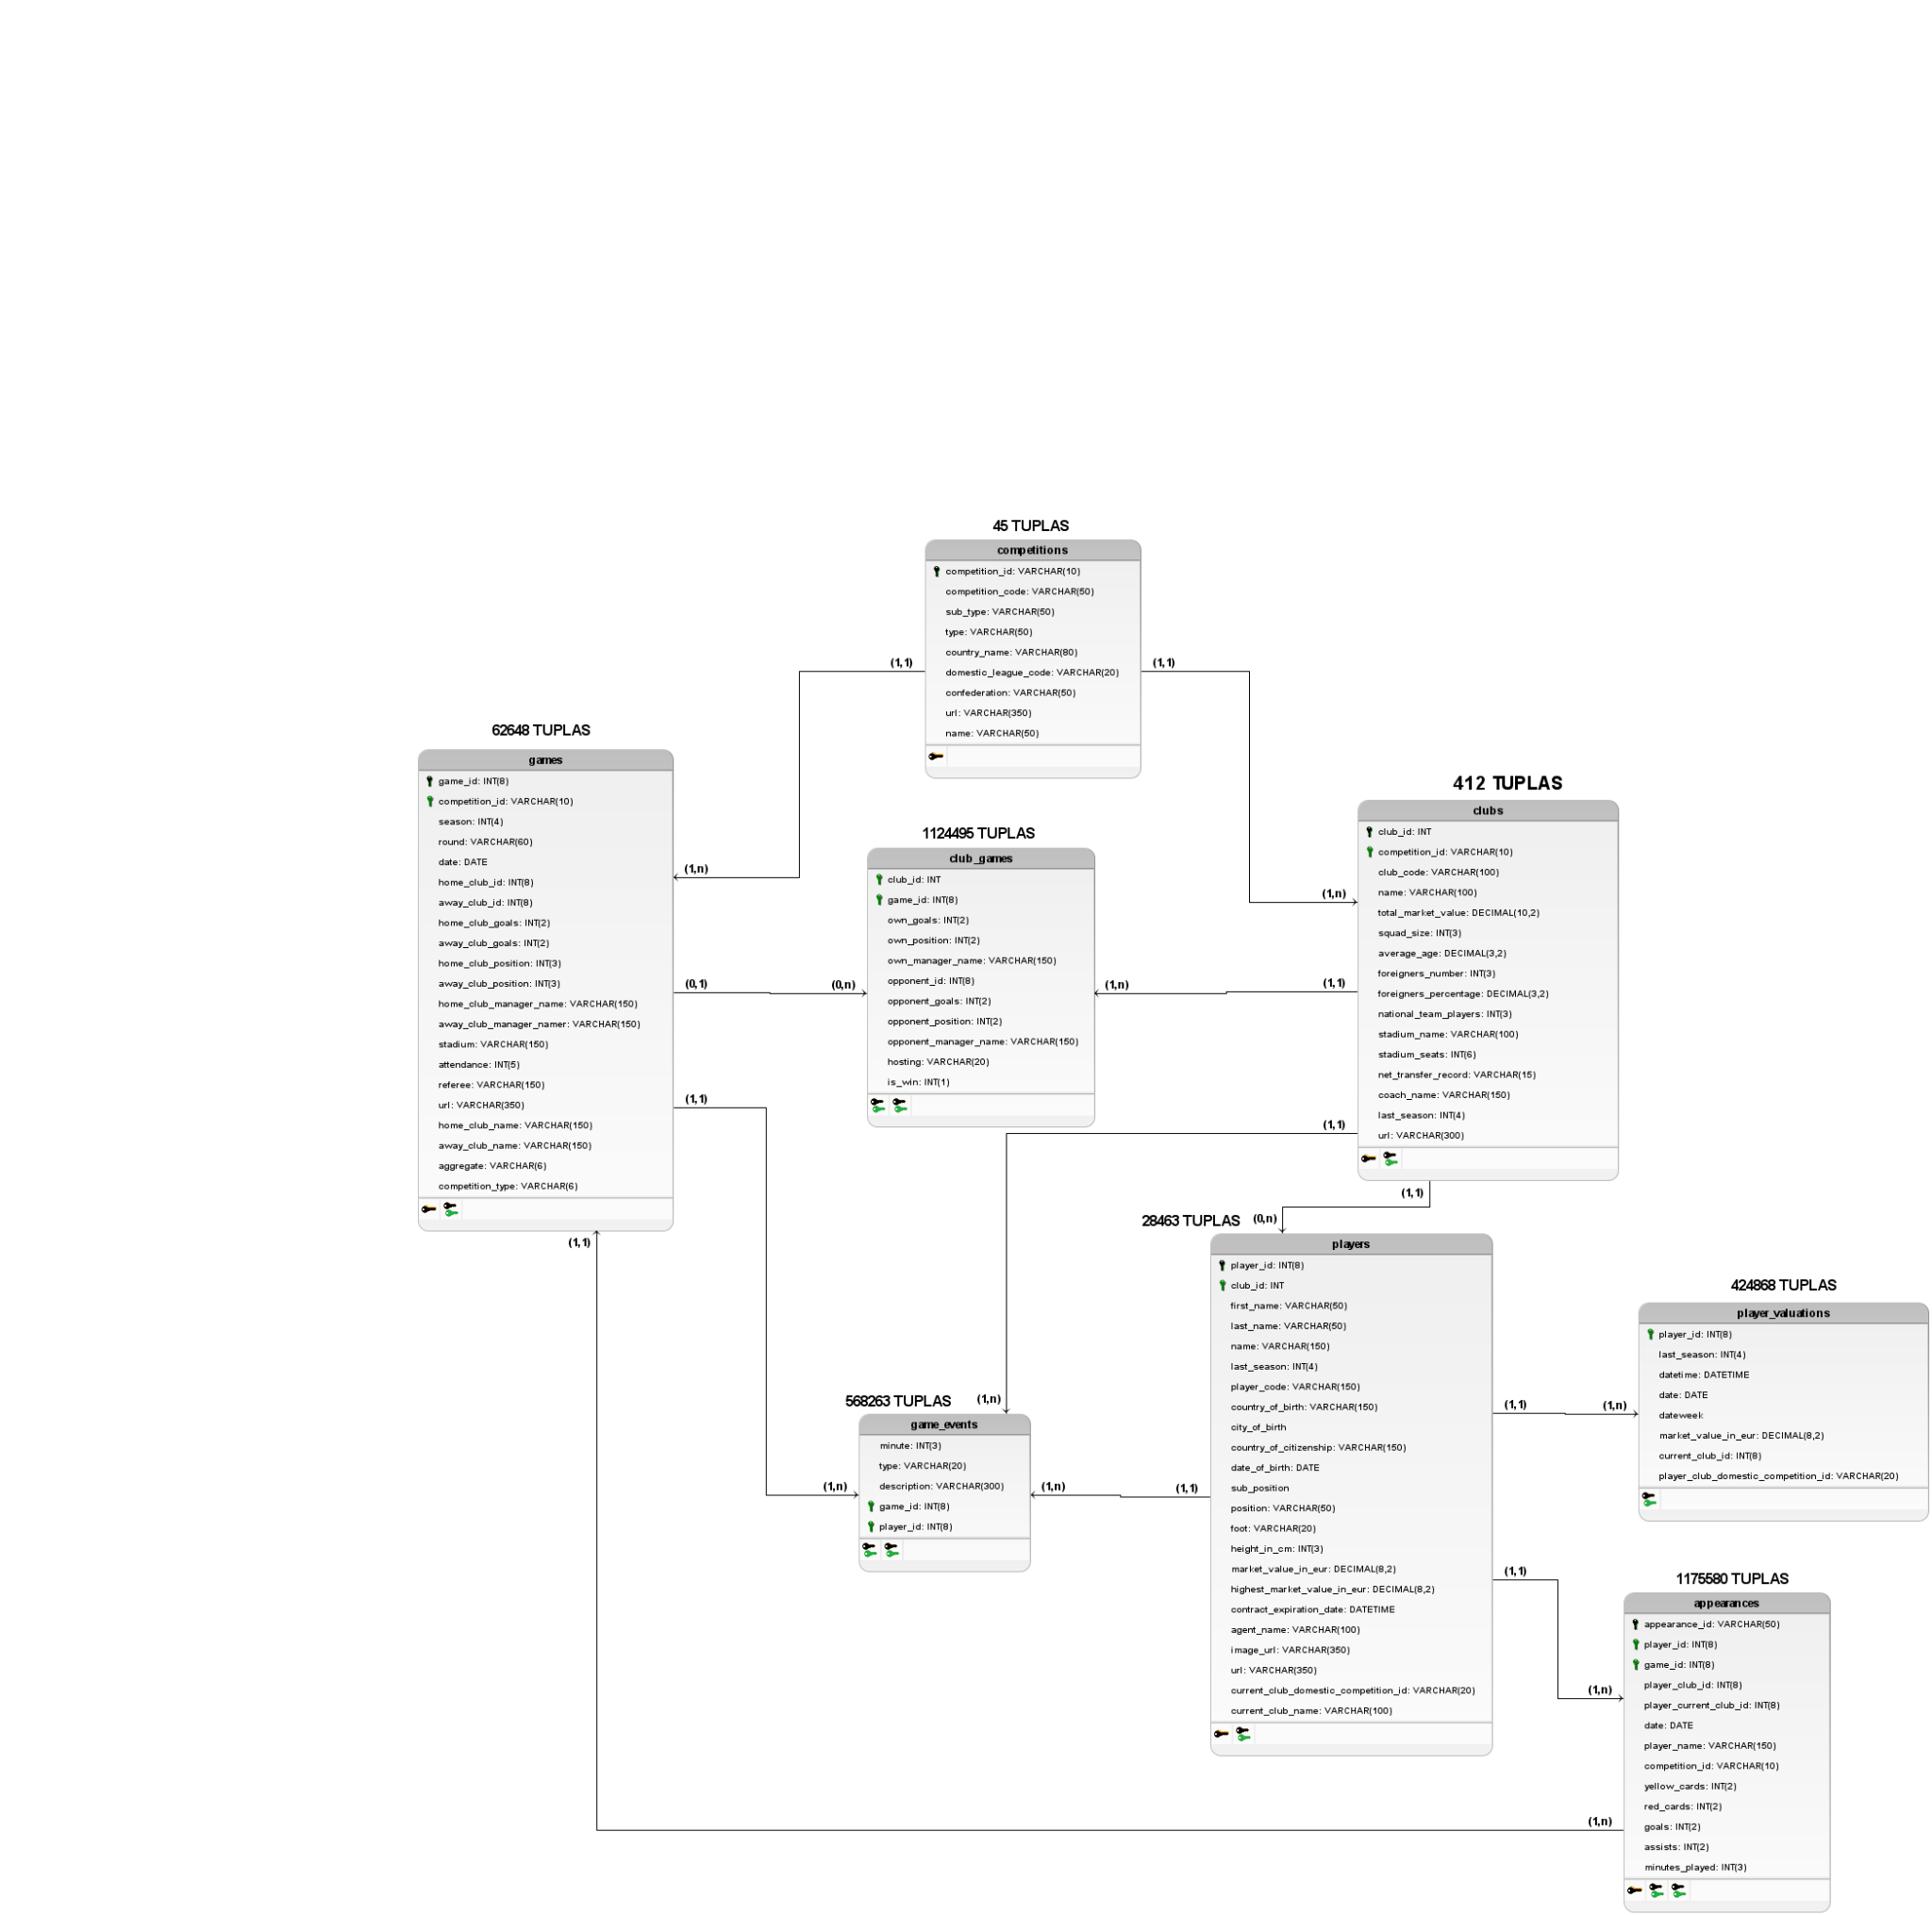 45 TUPLAS
competitions
competition_id: VARCHAR(10)
competition_code: VARCHAR(50)
sub_type: VARCHAR(50)
type: VARCHAR(50)
country_name: VARCHAR(80)
domestic_league_code: VARCHAR(20)
confederation: VARCHAR(50)
url: VARCHAR(350)
name: VARCHAR(50)
(1,1)
(1,1)
(1,n)
(1,n)
62648 TUPLAS
games
game_id: INT(8)
competition_id: VARCHAR(10)
season: INT(4)
round: VARCHAR(60)
date: DATE
home_club_id: INT(8)
away_club_id: INT(8)
home_club_goals: INT(2)
away_club_goals: INT(2)
home_club_position: INT(3)
away_club_position: INT(3)
home_club_manager_name: VARCHAR(150)
away_club_manager_namer: VARCHAR(150)
stadium: VARCHAR(150)
attendance: INT(5)
referee: VARCHAR(150)
url: VARCHAR(350)
home_club_name: VARCHAR(150)
away_club_name: VARCHAR(150)
aggregate: VARCHAR(6)
competition_type: VARCHAR(6)
(0,1)
(0,n)
(1,1)
(1,1)
1124495 TUPLAS
club_games
club_id: INT
game_id: INT(8)
own_goals: INT(2)
own_position: INT(2)
own_manager_name: VARCHAR(150)
opponent_id: INT(8)
opponent_goals: INT(2)
opponent_position: INT(2)
opponent_manager_name: VARCHAR(150)
hosting: VARCHAR(20)
is_win: INT(1)
(1,n)
(1,1)
412 TUPLAS
clubs
club_id: INT
competition_id: VARCHAR(10)
club_code: VARCHAR(100)
name: VARCHAR(100)
total_market_value: DECIMAL(10,2)
squad_size: INT(3)
average_age: DECIMAL(3,2)
foreigners_number: INT(3)
foreigners_percentage: DECIMAL(3,2)
national_team_players: INT(3)
stadium_name: VARCHAR(100)
stadium_seats: INT(6)
net_transfer_record: VARCHAR(15)
coach_name: VARCHAR(150)
last_season: INT(4)
url: VARCHAR(300)
(1,1)
(1,1)
(0,n)
28463 TUPLAS
players
player_id: INT(8)
club_id: INT
first_name: VARCHAR(50)
last_name: VARCHAR(50)
name: VARCHAR(150)
last_season: INT(4)
player_code: VARCHAR(150)
country_of_birth: VARCHAR(150)
city_of_birth
country_of_citizenship: VARCHAR(150)
date_of_birth: DATE
sub_position
position: VARCHAR(50)
foot: VARCHAR(20)
height_in_cm: INT(3)
market_value_in_eur: DECIMAL(8,2)
highest_market_value_in_eur: DECIMAL(8,2)
contract_expiration_date: DATETIME
agent_name: VARCHAR(100)
image_url: VARCHAR(350)
url: VARCHAR(350)
current_club_domestic_competition_id: VARCHAR(20)
current_club_name: VARCHAR(100)
568263 TUPLAS
(1,n)
game_events
minute: INT(3)
type: VARCHAR(20)
description: VARCHAR(300)
game_id: INT(8)
player_id: INT(8)
(1,n)
(1,n)
(1,1)
424868 TUPLAS
player_valuations
player_id: INT(8)
last_season: INT(4)
datetime: DATETIME
date: DATE
dateweek
market_value_in_eur: DECIMAL(8,2)
current_club_id: INT(8)
player_club_domestic_competition_id: VARCHAR(20)
(1,1)
(1,n)
(1,1)
1175580 TUPLAS
appearances
appearance_id: VARCHAR(50)
player_id: INT(8)
game_id: INT(8)
player_club_id: INT(8)
player_current_club_id: INT(8)
date: DATE
player_name: VARCHAR(150)
competition_id: VARCHAR(10)
yellow_cards: INT(2)
red_cards: INT(2)
goals: INT(2)
assists: INT(2)
minutes_played: INT(3)
(1,n)
(1,n)